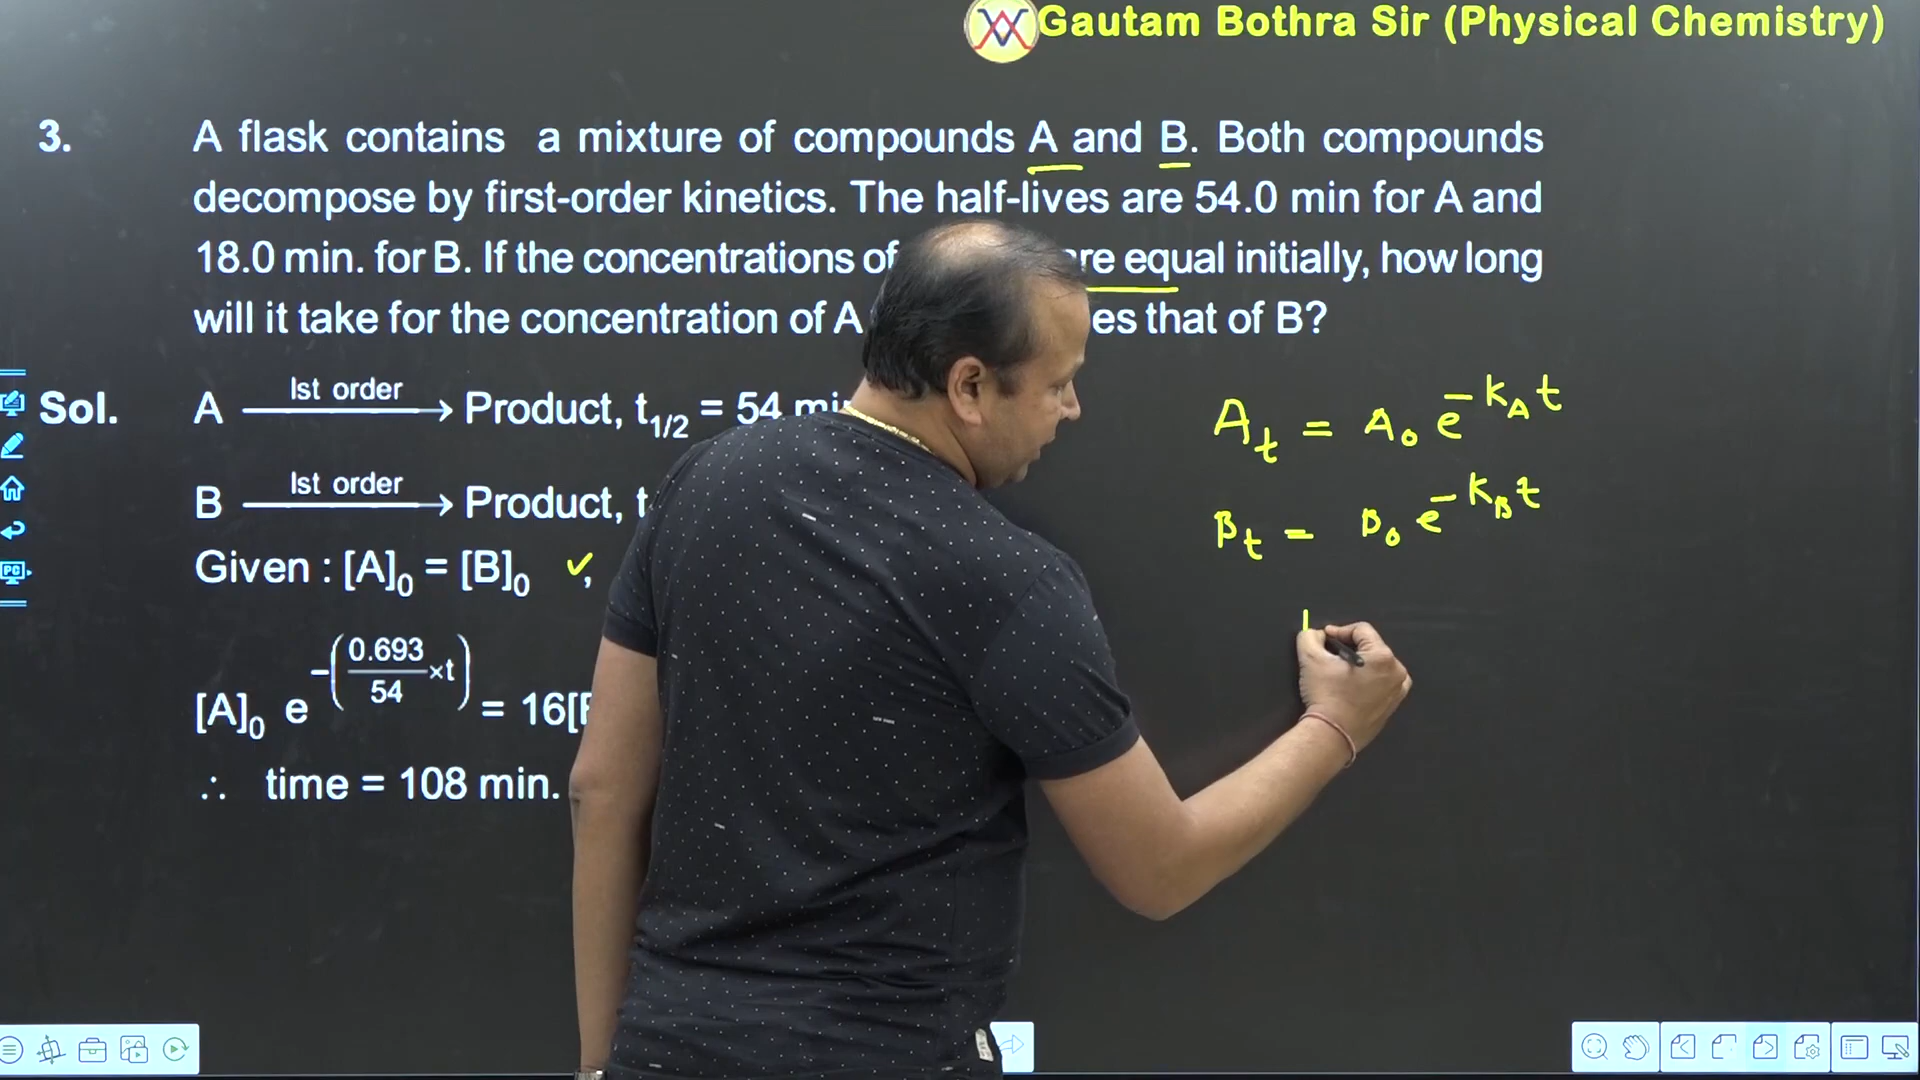 Gautam Bothra Sir (Physical Chemistry)
3. A flask contains a mixture of compounds A and B. Both compounds
decompose by first-order kinetics. The half-lives are 54.0 min for A and
18.0 min. for B. If the concentrations of are equal initially, how long
will it take for the concentration of A that of B?
Sol. A Ist order → Product, t1/2 = 54
B Ist order → Product, t
Given : [A]0 = [B]0 ✓,
[A]0 e^-(0.693/54 ×t) = 16[
∴ time = 108 min.
At = A0 e^-KAt
Bt = B0 e^-KBt
PC